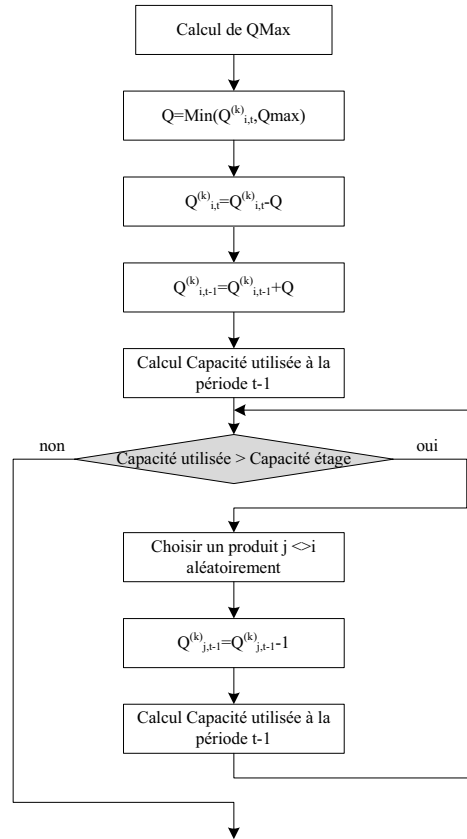 Calcul de QMax
Q=Min(Q^{(k)}_{i,t},Qmax)
Q^{(k)}_{i,t}=Q^{(k)}_{i,t}-Q
Q^{(k)}_{i,t-1}=Q^{(k)}_{i,t-1}+Q
Calcul Capacité utilisée à la
période t-1
non
oui
Capacité utilisée > Capacité étage
Choisir un produit j <>i
aléatoirement
Q^{(k)}_{j,t-1}=Q^{(k)}_{j,t-1}-1
Calcul Capacité utilisée à la
période t-1